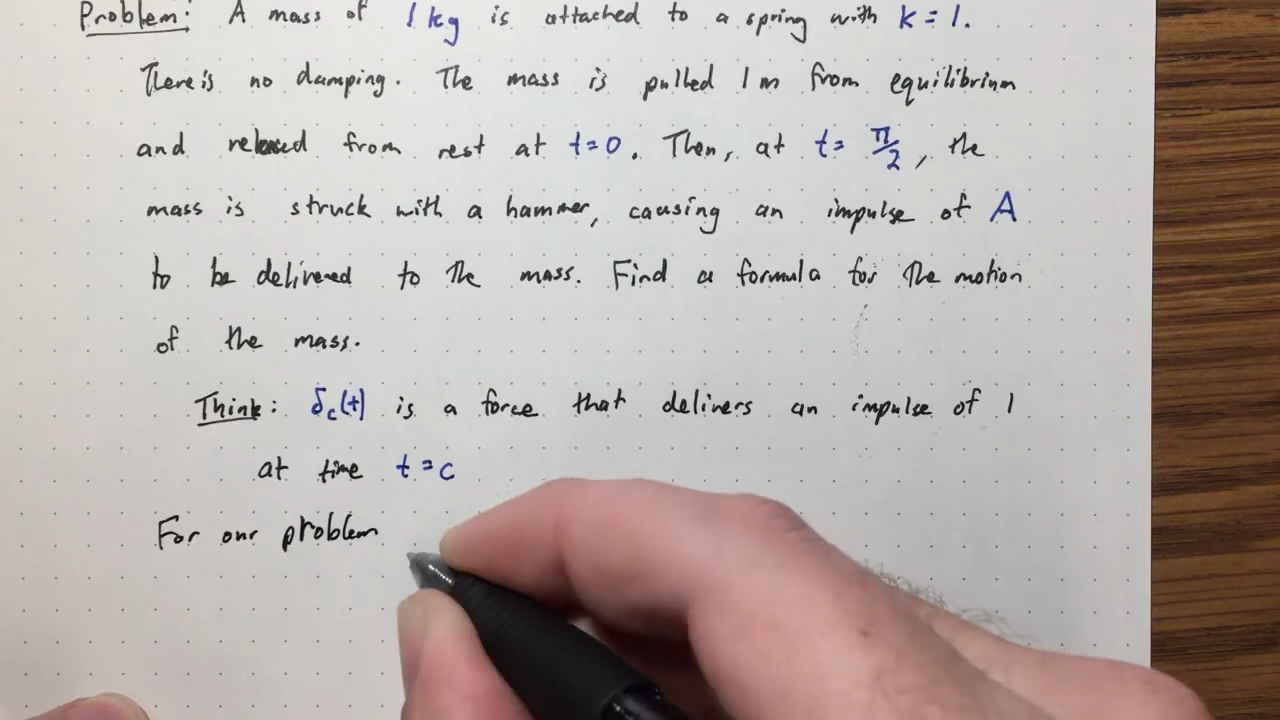 Problem: A mass of 1 kg is attached to a spring with k = 1.
There is no damping. The mass is pulled 1 m from equilibrium
and released from rest at t=0. Then, at t= π/2, the
mass is struck with a hammer, causing an impulse of A
to be delivered to the mass. Find a formula for the motion
of the mass.
Think: δ_c(t) is a force that delivers an impulse of 1
at time t=c
For our problem